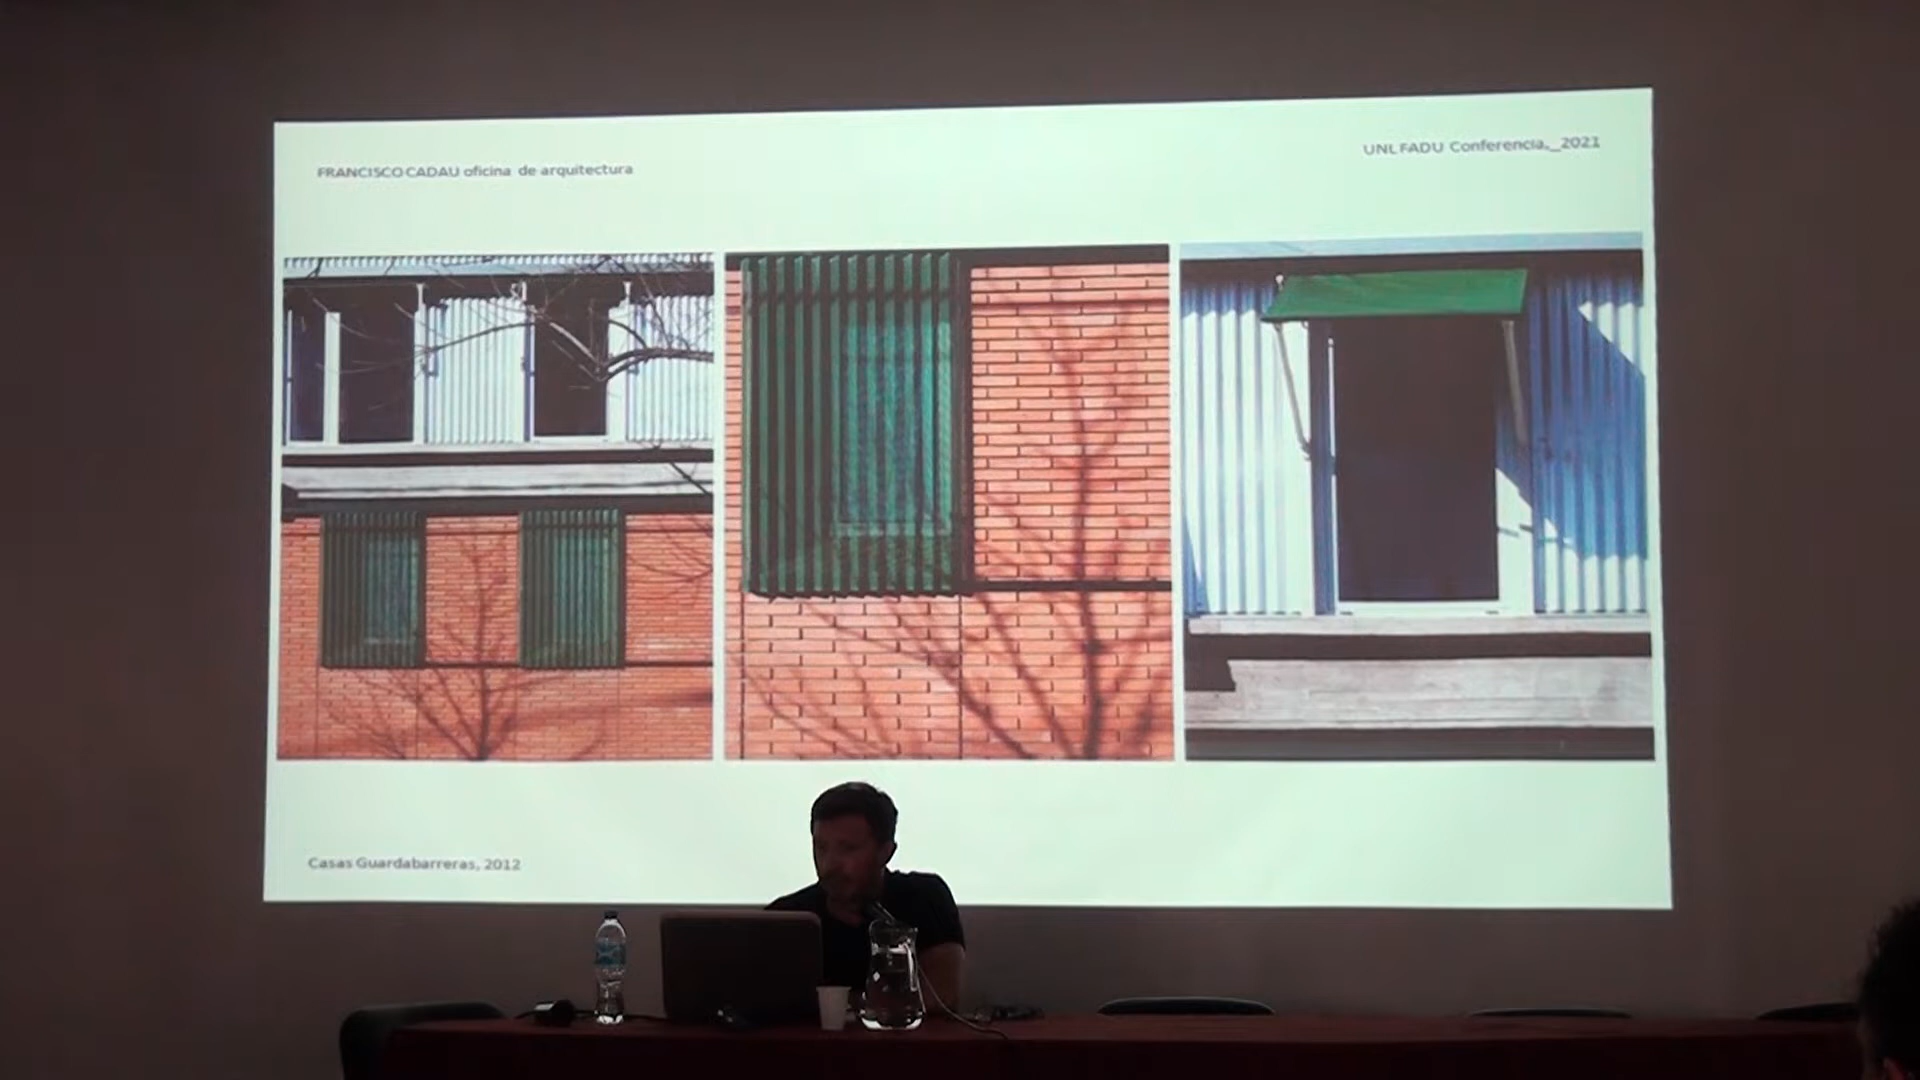 FRANCISCO CADAU oficina de arquitectura
UNL FADU Conferencia,_2021
Casas Guardabarreras, 2012